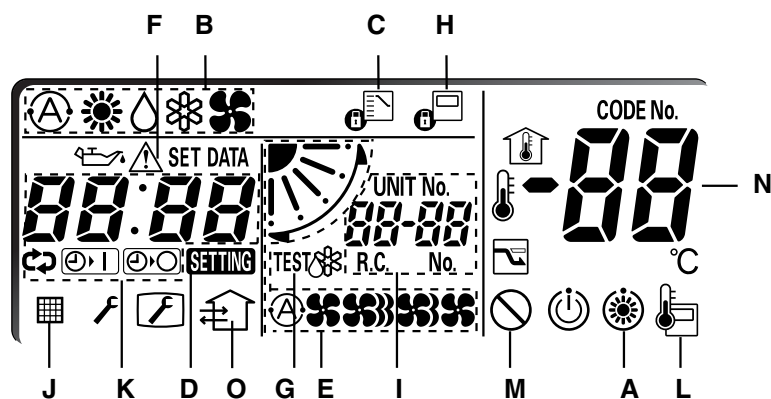 F B C H
A
CODE No.
SET DATA
88:88
UNIT No.
88-88
-88
N
SETTING
TEST
R.C. No.
°C
A
J K D O G E I M A L